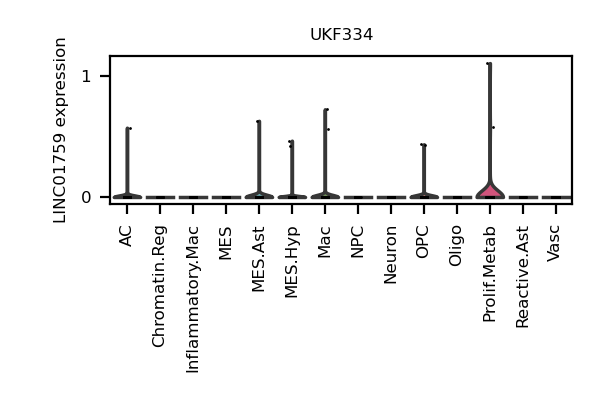 UKF334
LINC01759 expression
1
0
AC
Chromatin.Reg
Inflammatory.Mac
MES
MES.Ast
MES.Hyp
Mac
NPC
Neuron
OPC
Oligo
Prolif.Metab
Reactive.Ast
Vasc